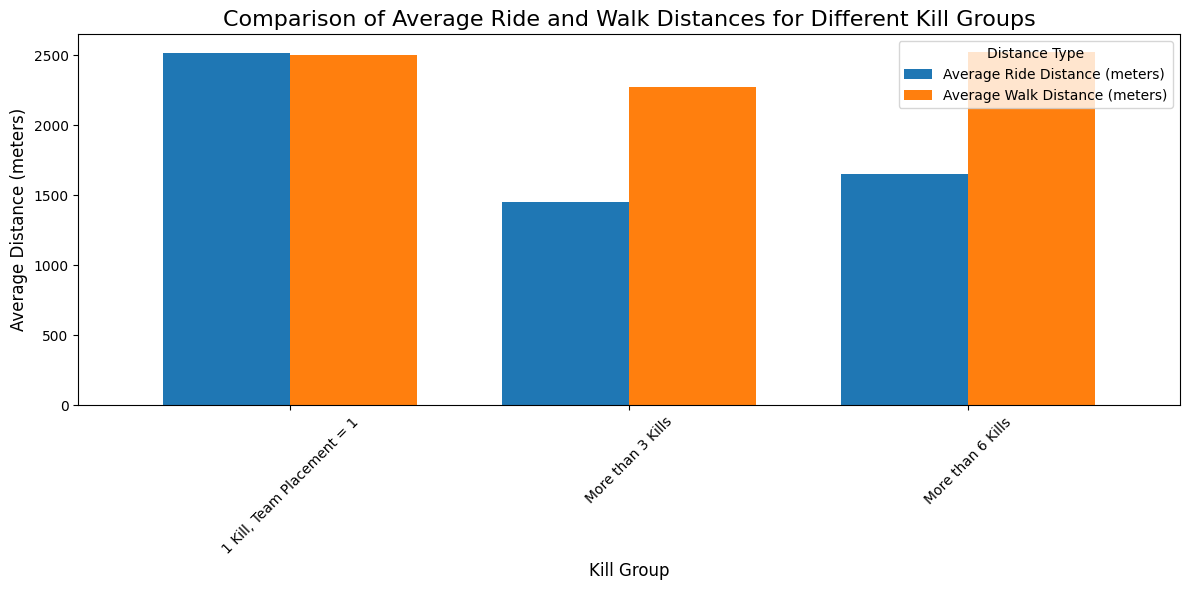 Comparison of Average Ride and Walk Distances for Different Kill Groups
Distance Type
Average Ride Distance (meters)
Average Walk Distance (meters)
Average Distance (meters)
2500
2000
1500
1000
500
0
1 Kill, Team Placement = 1
More than 3 Kills
More than 6 Kills
Kill Group